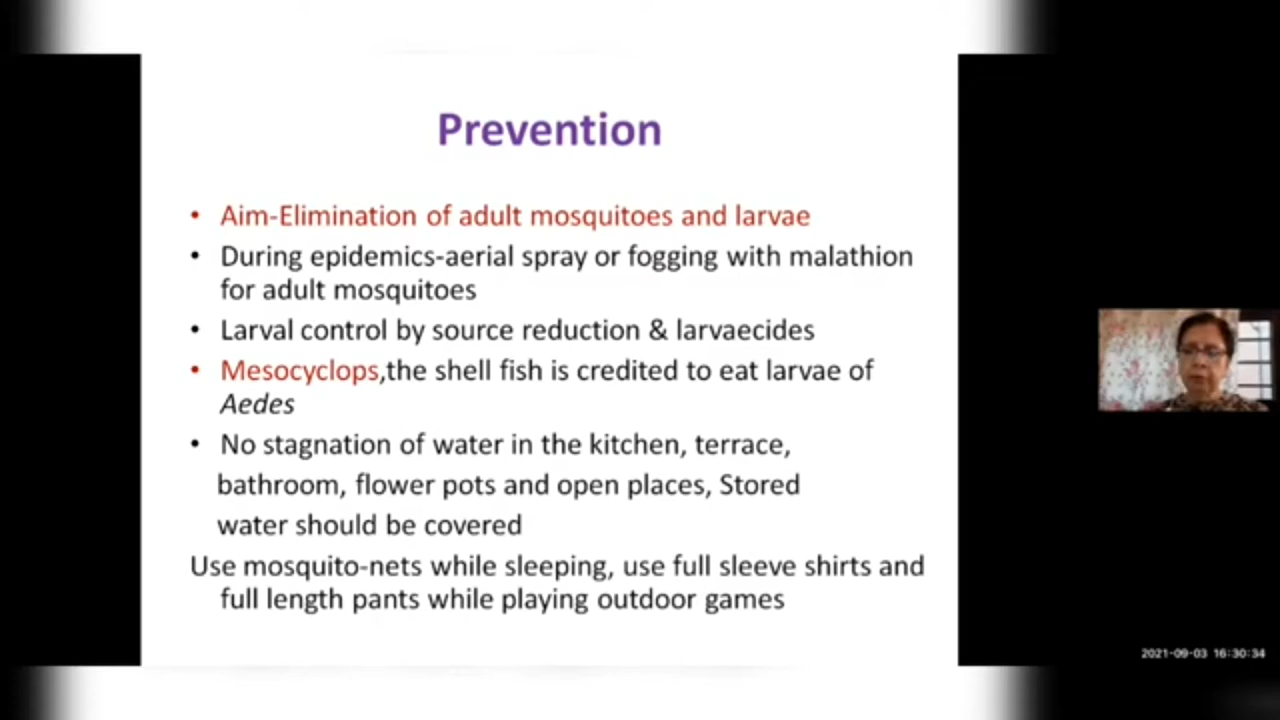 Prevention
• Aim-Elimination of adult mosquitoes and larvae
• During epidemics-aerial spray or fogging with malathion
for adult mosquitoes
• Larval control by source reduction & larvaecides
• Mesocyclops,the shell fish is credited to eat larvae of
Aedes
• No stagnation of water in the kitchen, terrace,
bathroom, flower pots and open places, Stored
water should be covered
Use mosquito-nets while sleeping, use full sleeve shirts and
full length pants while playing outdoor games
2021-09-03 16:30:34